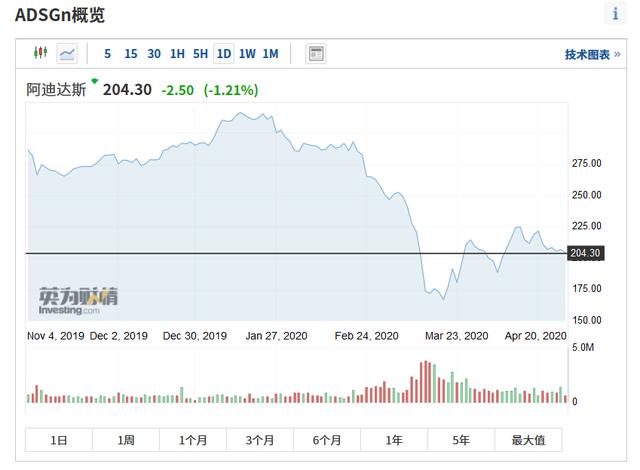 ADSGn概览
i
5 15 30 1H 5H 1D 1W 1M
技术图表 »
阿迪达斯 204.30 -2.50 (-1.21%)
275.00
250.00
225.00
204.30
175.00
150.00
英为财情
Investing.com
Nov 4, 2019 Dec 2, 2019 Dec 30, 2019 Jan 27, 2020 Feb 24, 2020 Mar 23, 2020 Apr 20, 2020
5.0M
0
1日 1周 1个月 3个月 6个月 1年 5年 最大值